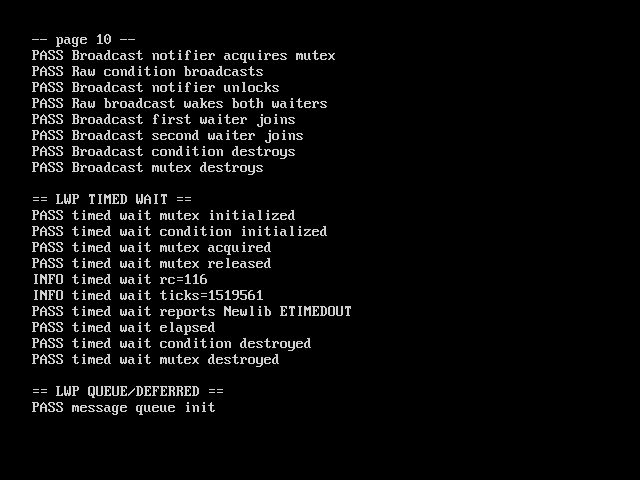 -- page 10 --
PASS Broadcast notifier acquires mutex
PASS Raw condition broadcasts
PASS Broadcast notifier unlocks
PASS Raw broadcast wakes both waiters
PASS Broadcast first waiter joins
PASS Broadcast second waiter joins
PASS Broadcast condition destroys
PASS Broadcast mutex destroys
== LWP TIMED WAIT ==
PASS timed wait mutex initialized
PASS timed wait condition initialized
PASS timed wait mutex acquired
PASS timed wait mutex released
INFO timed wait rc=116
INFO timed wait ticks=1519561
PASS timed wait reports Newlib ETIMEDOUT
PASS timed wait elapsed
PASS timed wait condition destroyed
PASS timed wait mutex destroyed
== LWP QUEUE/DEFERRED ==
PASS message queue init